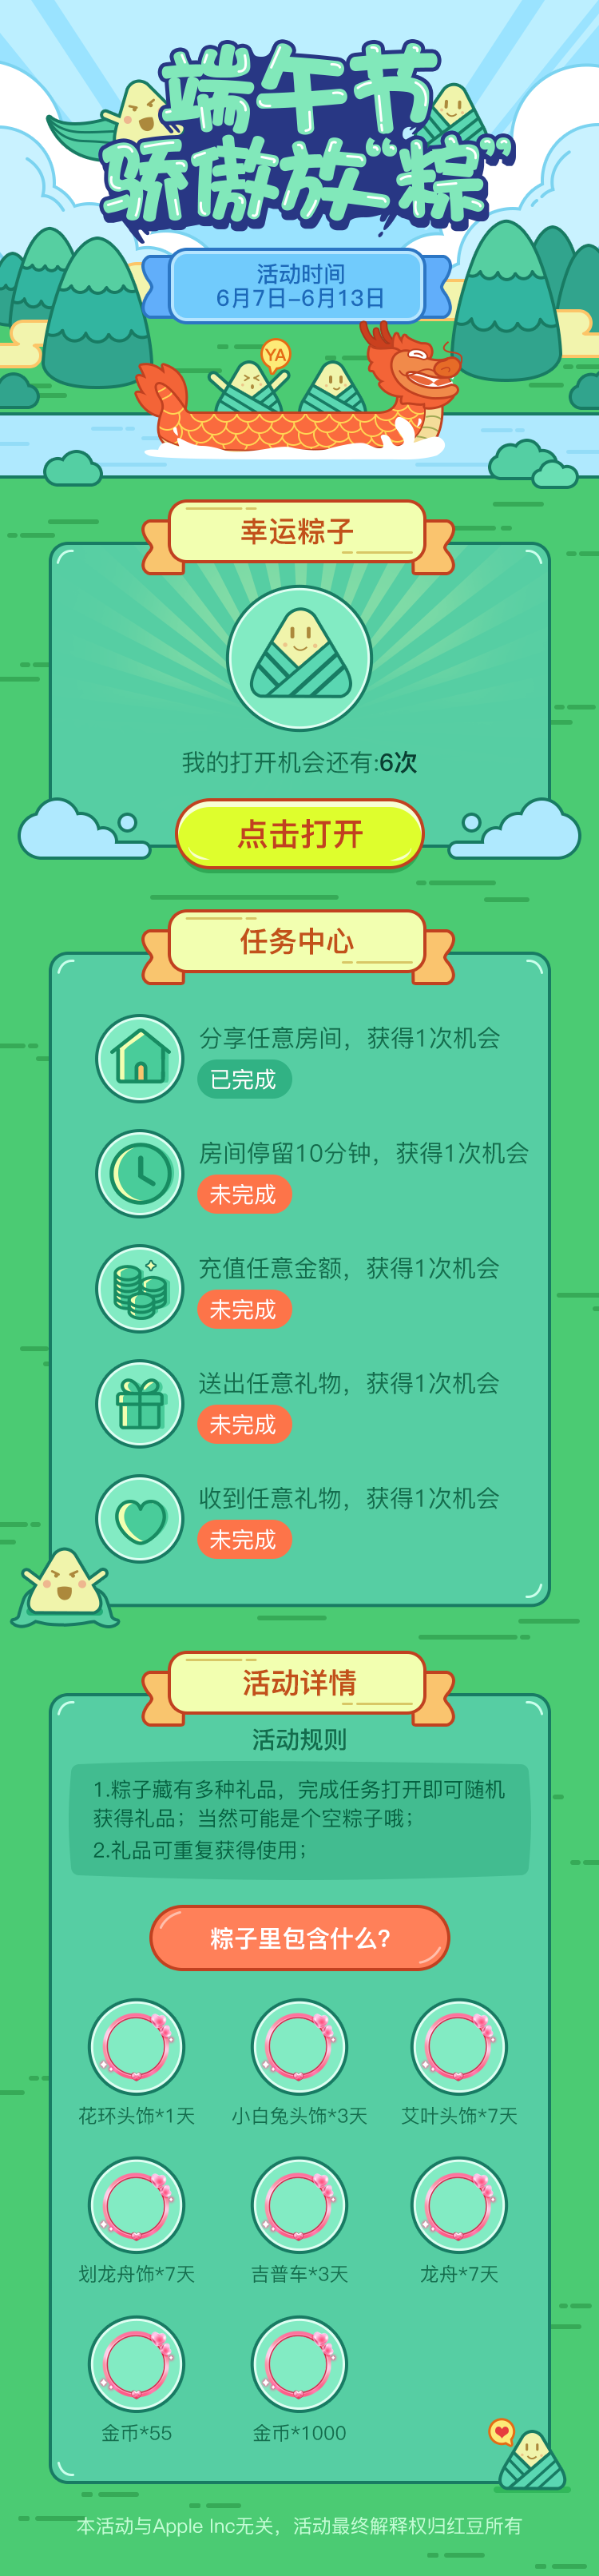 端午节
骄傲放“粽”
活动时间
6月7日-6月13日
YA
幸运粽子
我的打开机会还有:6次
点击打开
任务中心
分享任意房间，获得1次机会
已完成
房间停留10分钟，获得1次机会
未完成
充值任意金额，获得1次机会
未完成
送出任意礼物，获得1次机会
未完成
收到任意礼物，获得1次机会
未完成
活动详情
活动规则
1.粽子藏有多种礼品，完成任务打开即可随机
获得礼品；当然可能是个空粽子哦；
2.礼品可重复获得使用；
粽子里包含什么?
花环头饰*1天 小白兔头饰*3天 艾叶头饰*7天
划龙舟饰*7天 吉普车*3天 龙舟*7天
金币*55 金币*1000
本活动与Apple Inc无关，活动最终解释权归红豆所有